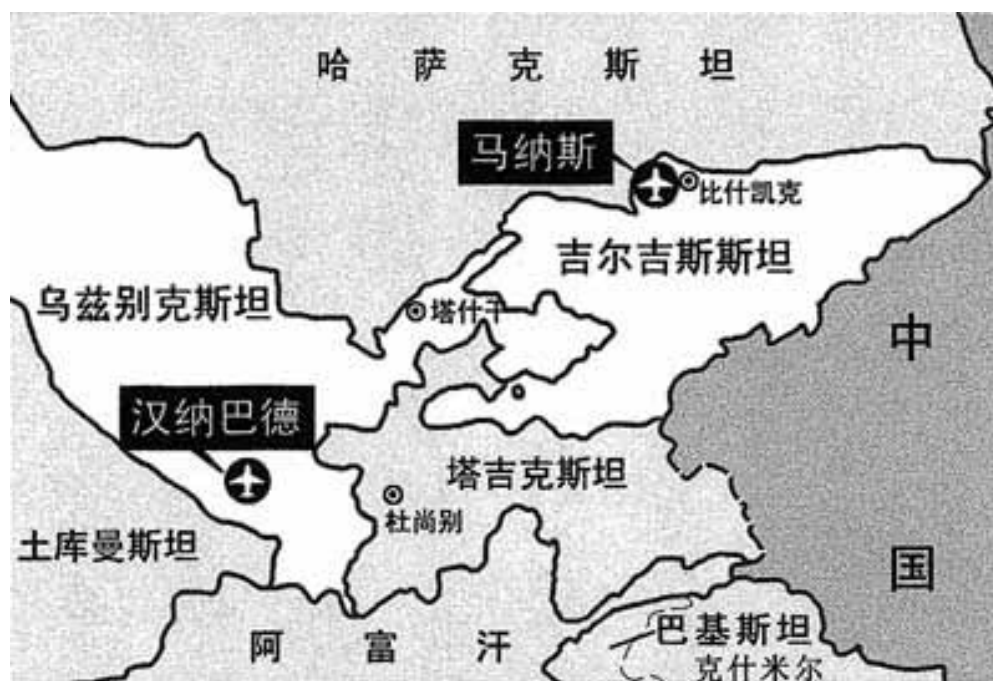 哈萨克斯坦
马纳斯
比什凯克
吉尔吉斯斯坦
乌兹别克斯坦
塔什干
中国
汉纳巴德
塔吉克斯坦
杜尚别
土库曼斯坦
阿富汗
巴基斯坦
克什米尔